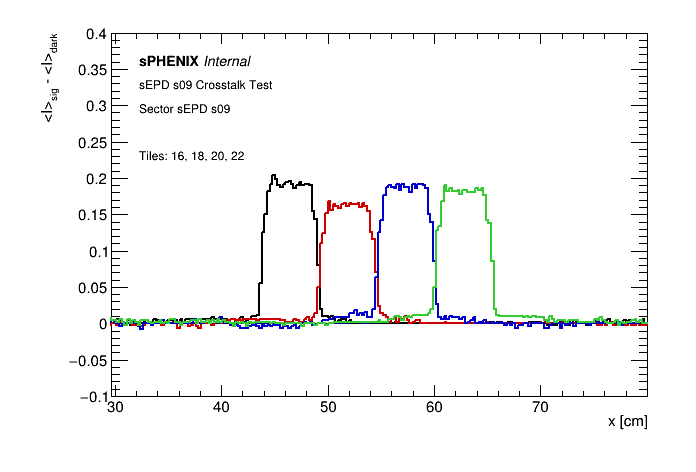 <I>sig - <I>dark
0.4
0.35
0.3
0.25
0.2
0.15
0.1
0.05
0
−0.05
−0.1
sPHENIX Internal
sEPD s09 Crosstalk Test
Sector sEPD s09
Tiles: 16, 18, 20, 22
30 40 50 60 70
x [cm]